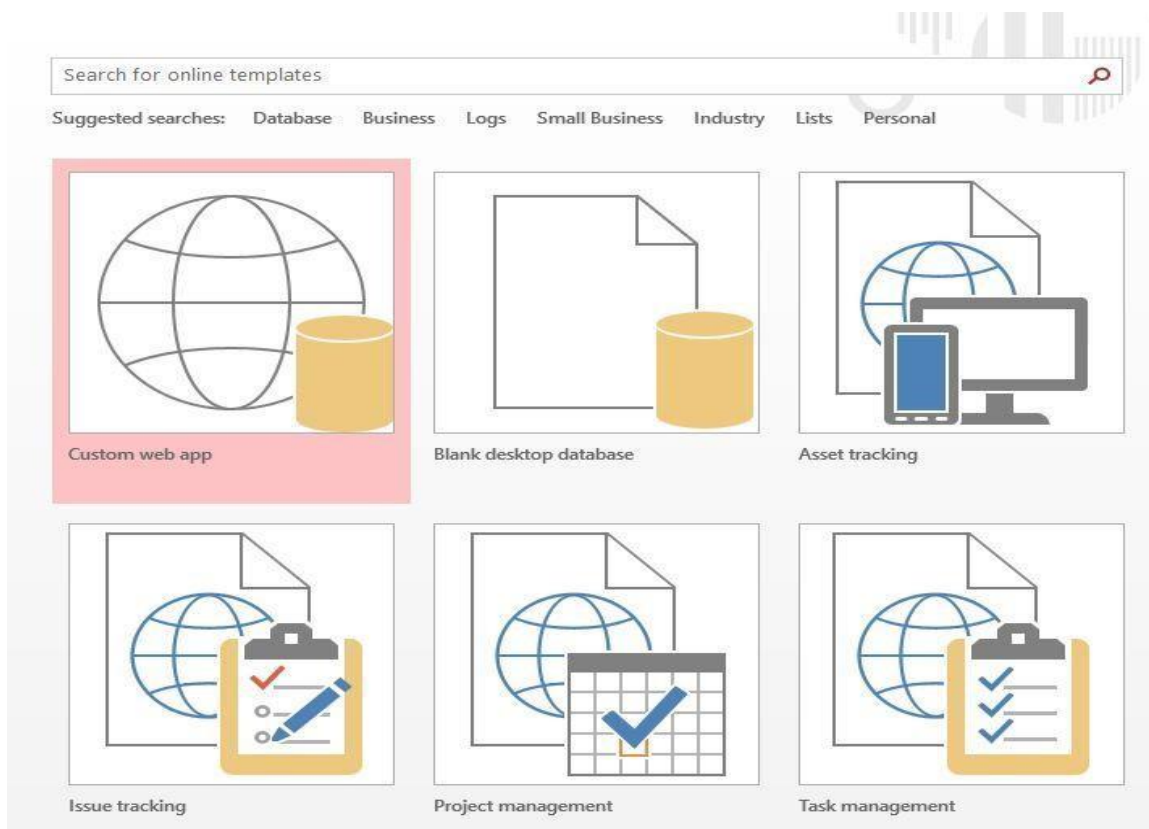 Search for online templates
Suggested searches: Database Business Logs Small Business Industry Lists Personal
Custom web app
Blank desktop database
Asset tracking
Issue tracking
Project management
Task management